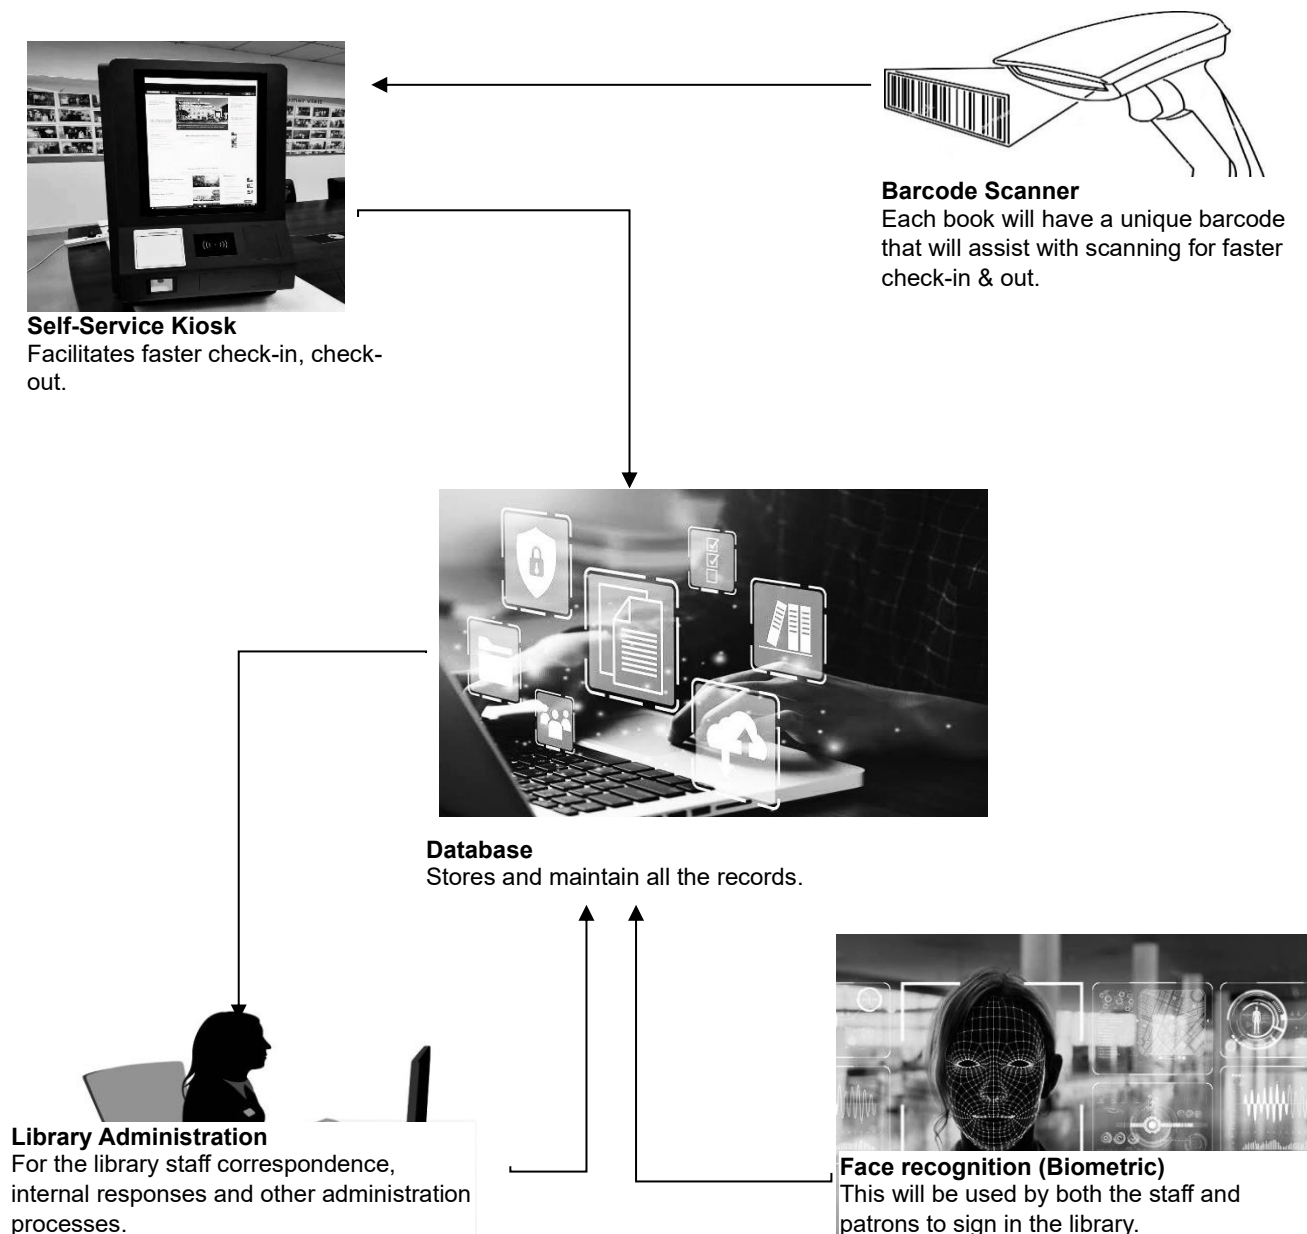 Barcode Scanner
Each book will have a unique barcode
that will assist with scanning for faster
check-in & out.
Self-Service Kiosk
Facilitates faster check-in, check-
out.
Database
Stores and maintain all the records.
Library Administration
For the library staff correspondence,
internal responses and other administration
processes.
Face recognition (Biometric)
This will be used by both the staff and
patrons to sign in the library.